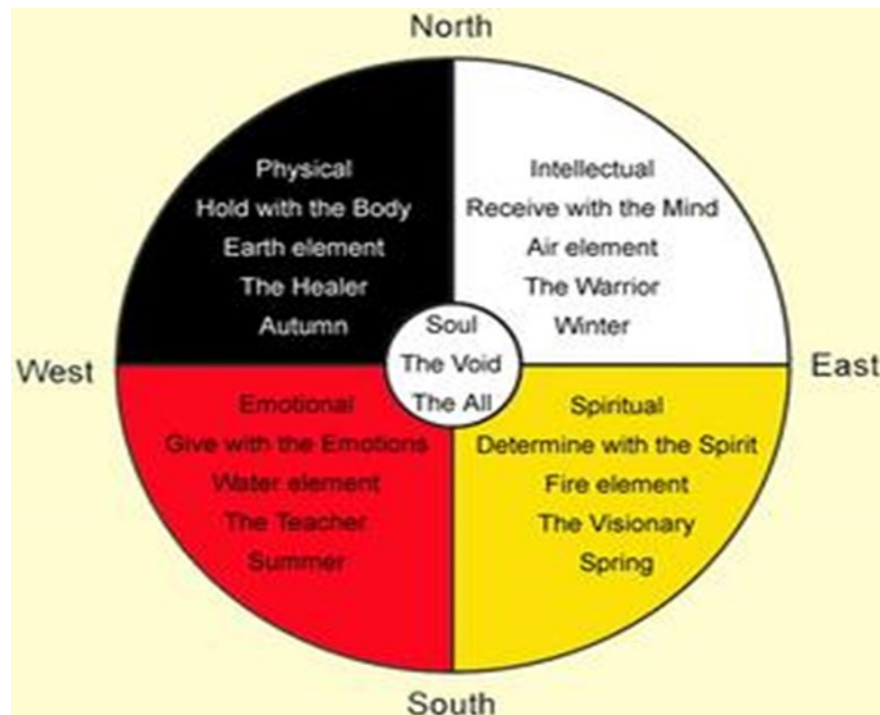 North
Physical
Hold with the Body
Earth element
The Healer
Autumn
Intellectual
Receive with the Mind
Air element
The Warrior
Winter
West
Soul
The Void
The All
East
Emotional
Give with the Emotions
Water element
The Teacher
Summer
Spiritual
Determine with the Spirit
Fire element
The Visionary
Spring
South